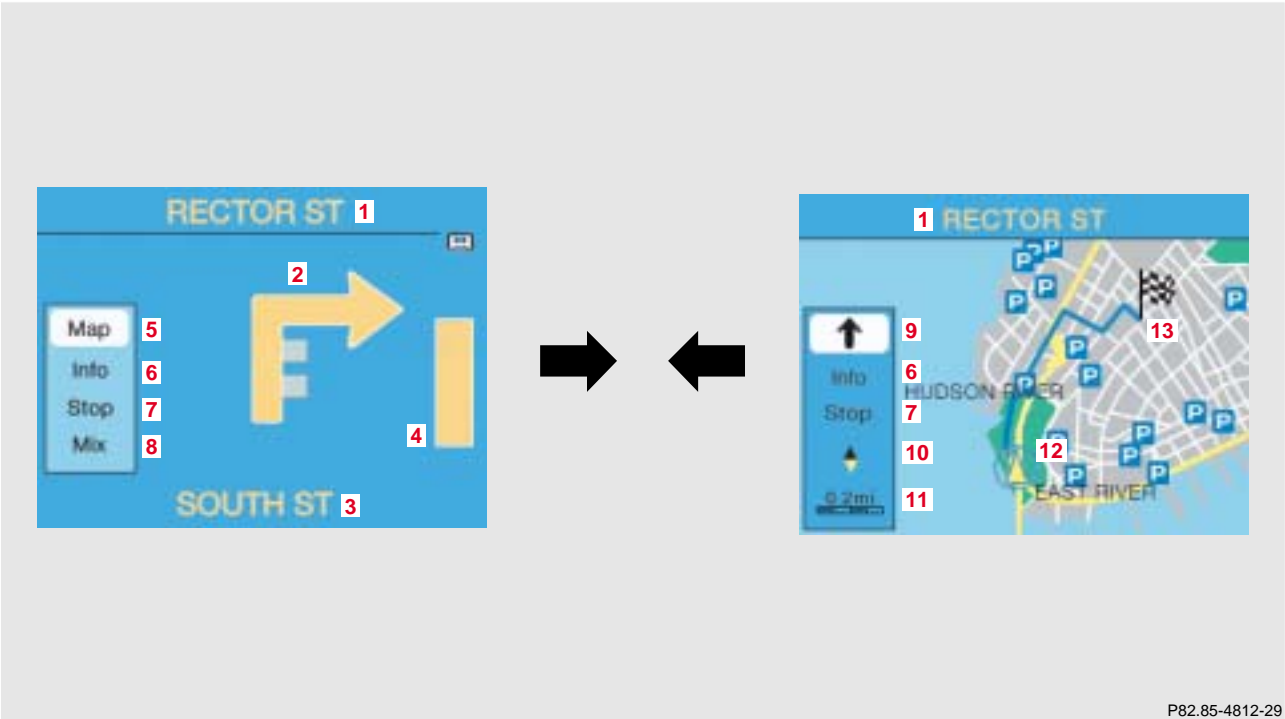 RECTOR ST 1
2
Map 5
Info 6
Stop 7
Mix 8
4
SOUTH ST 3
1 RECTOR ST
P P
P
P
P
P
13
9
P
Info 6
P
HUDSON RIVER
P
Stop 7
P
P
P
10
12
P
P
P
P
EAST RIVER
0.2mi 11
P82.85-4812-29